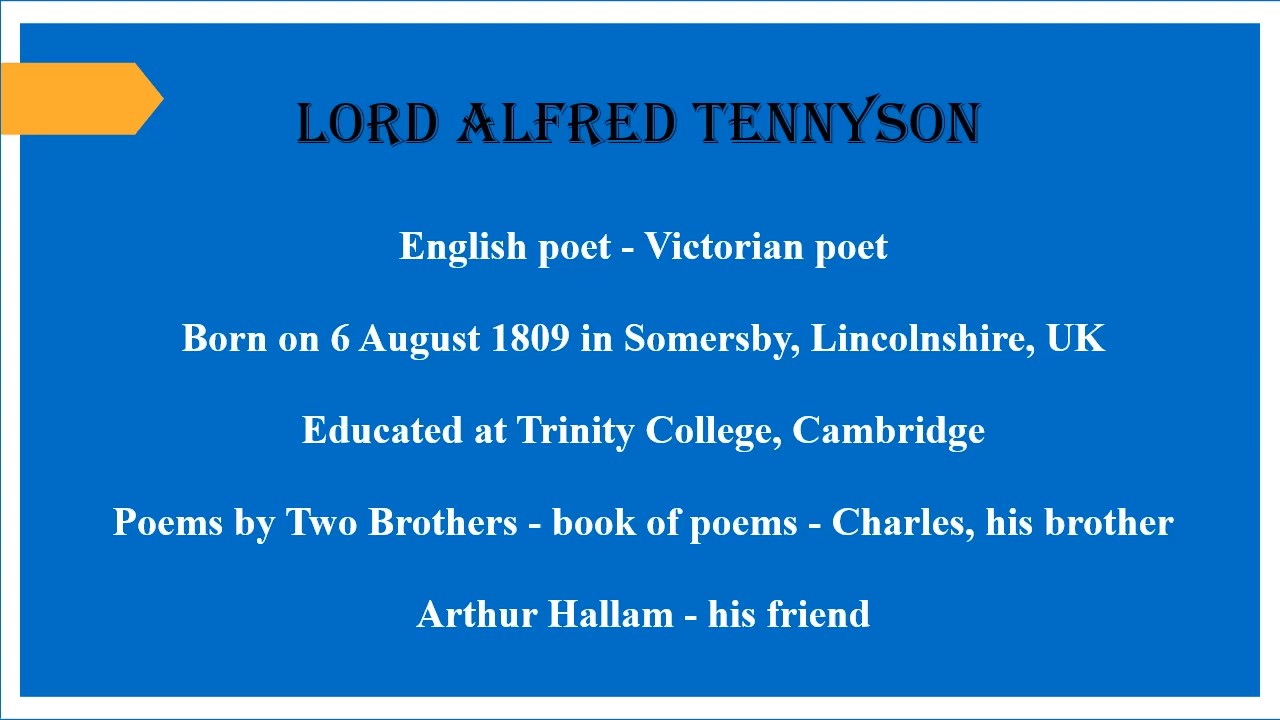 LORD ALFRED TENNYSON
English poet - Victorian poet
Born on 6 August 1809 in Somersby, Lincolnshire, UK
Educated at Trinity College, Cambridge
Poems by Two Brothers - book of poems - Charles, his brother
Arthur Hallam - his friend